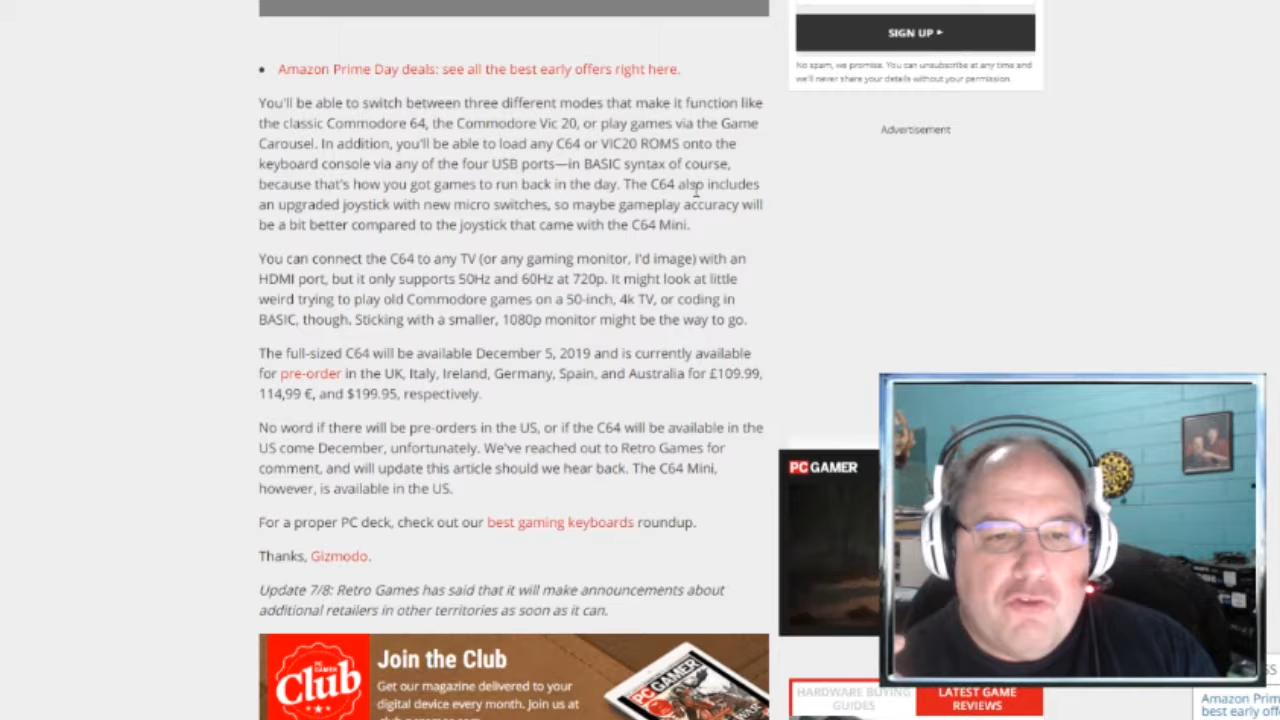 SIGN UP ►
No spam, we promise. You can unsubscribe at any time and
we'll never share your details without your permission.
Advertisement
• Amazon Prime Day deals: see all the best early offers right here.
You'll be able to switch between three different modes that make it function like
the classic Commodore 64, the Commodore Vic 20, or play games via the Game
Carousel. In addition, you'll be able to load any C64 or VIC20 ROMS onto the
keyboard console via any of the four USB ports—in BASIC syntax of course,
because that's how you got games to run back in the day. The C64 also includes
an upgraded joystick with new micro switches, so maybe gameplay accuracy will
be a bit better compared to the joystick that came with the C64 Mini.
You can connect the C64 to any TV (or any gaming monitor, I'd image) with an
HDMI port, but it only supports 50Hz and 60Hz at 720p. It might look at little
weird trying to play old Commodore games on a 50-inch, 4k TV, or coding in
BASIC, though. Sticking with a smaller, 1080p monitor might be the way to go.
The full-sized C64 will be available December 5, 2019 and is currently available
for pre-order in the UK, Italy, Ireland, Germany, Spain, and Australia for £109.99,
114,99 €, and $199.95, respectively.
No word if there will be pre-orders in the US, or if the C64 will be available in the
US come December, unfortunately. We've reached out to Retro Games for
comment, and will update this article should we hear back. The C64 Mini,
however, is available in the US.
For a proper PC deck, check out our best gaming keyboards roundup.
Thanks, Gizmodo.
Update 7/8: Retro Games has said that it will make announcements about
additional retailers in other territories as soon as it can.
PC GAMER
Club
Join the Club
Get our magazine delivered to your
digital device every month. Join us at
PC GAMER
PC GAMER
HARDWARE BUYING
GUIDES
LATEST GAME
REVIEWS
SS
Amazon Prim
best early off